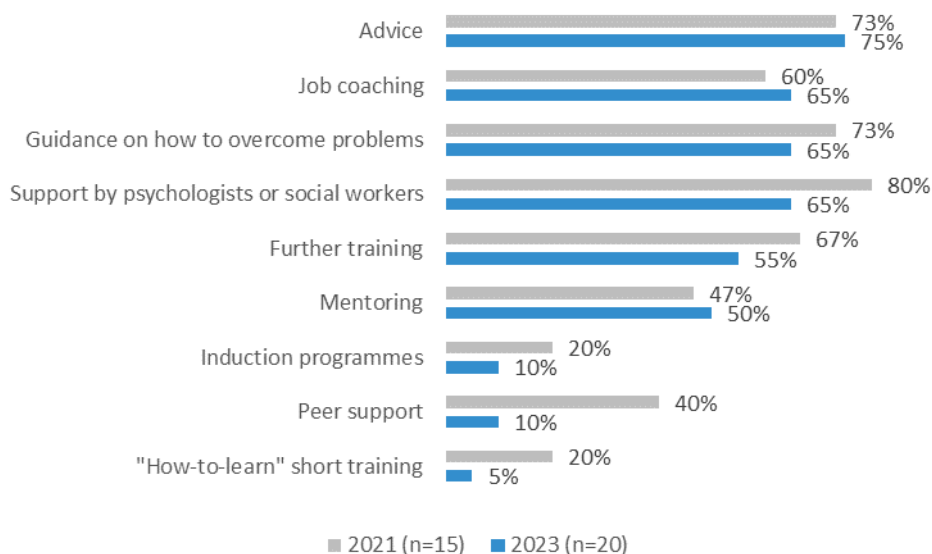 Advice
73%
75%
Job coaching
60%
65%
Guidance on how to overcome problems
73%
65%
Support by psychologists or social workers
80%
65%
Further training
67%
55%
Mentoring
47%
50%
Induction programmes
20%
10%
Peer support
40%
10%
"How-to-learn" short training
20%
5%
2021 (n=15) 2023 (n=20)